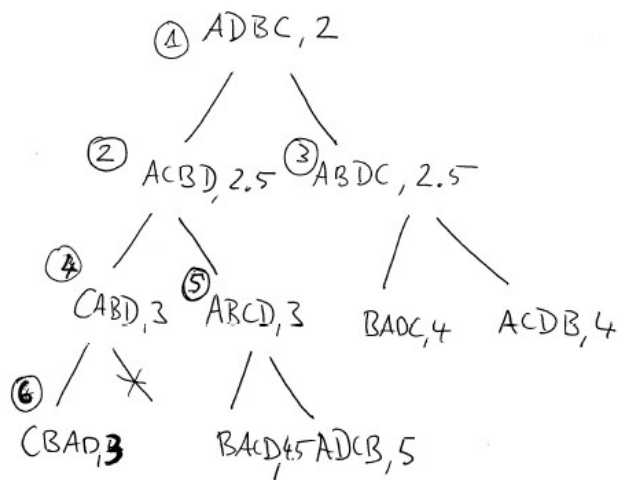 ① ADBC, 2
② ACBD, 2.5 ③ ABDC, 2.5
④ CABD, 3 ⑤ ABCD, 3 BADC, 4 ACDB, 4
⑥ CBAD, 3 BACD, 4.5 ADCB, 5